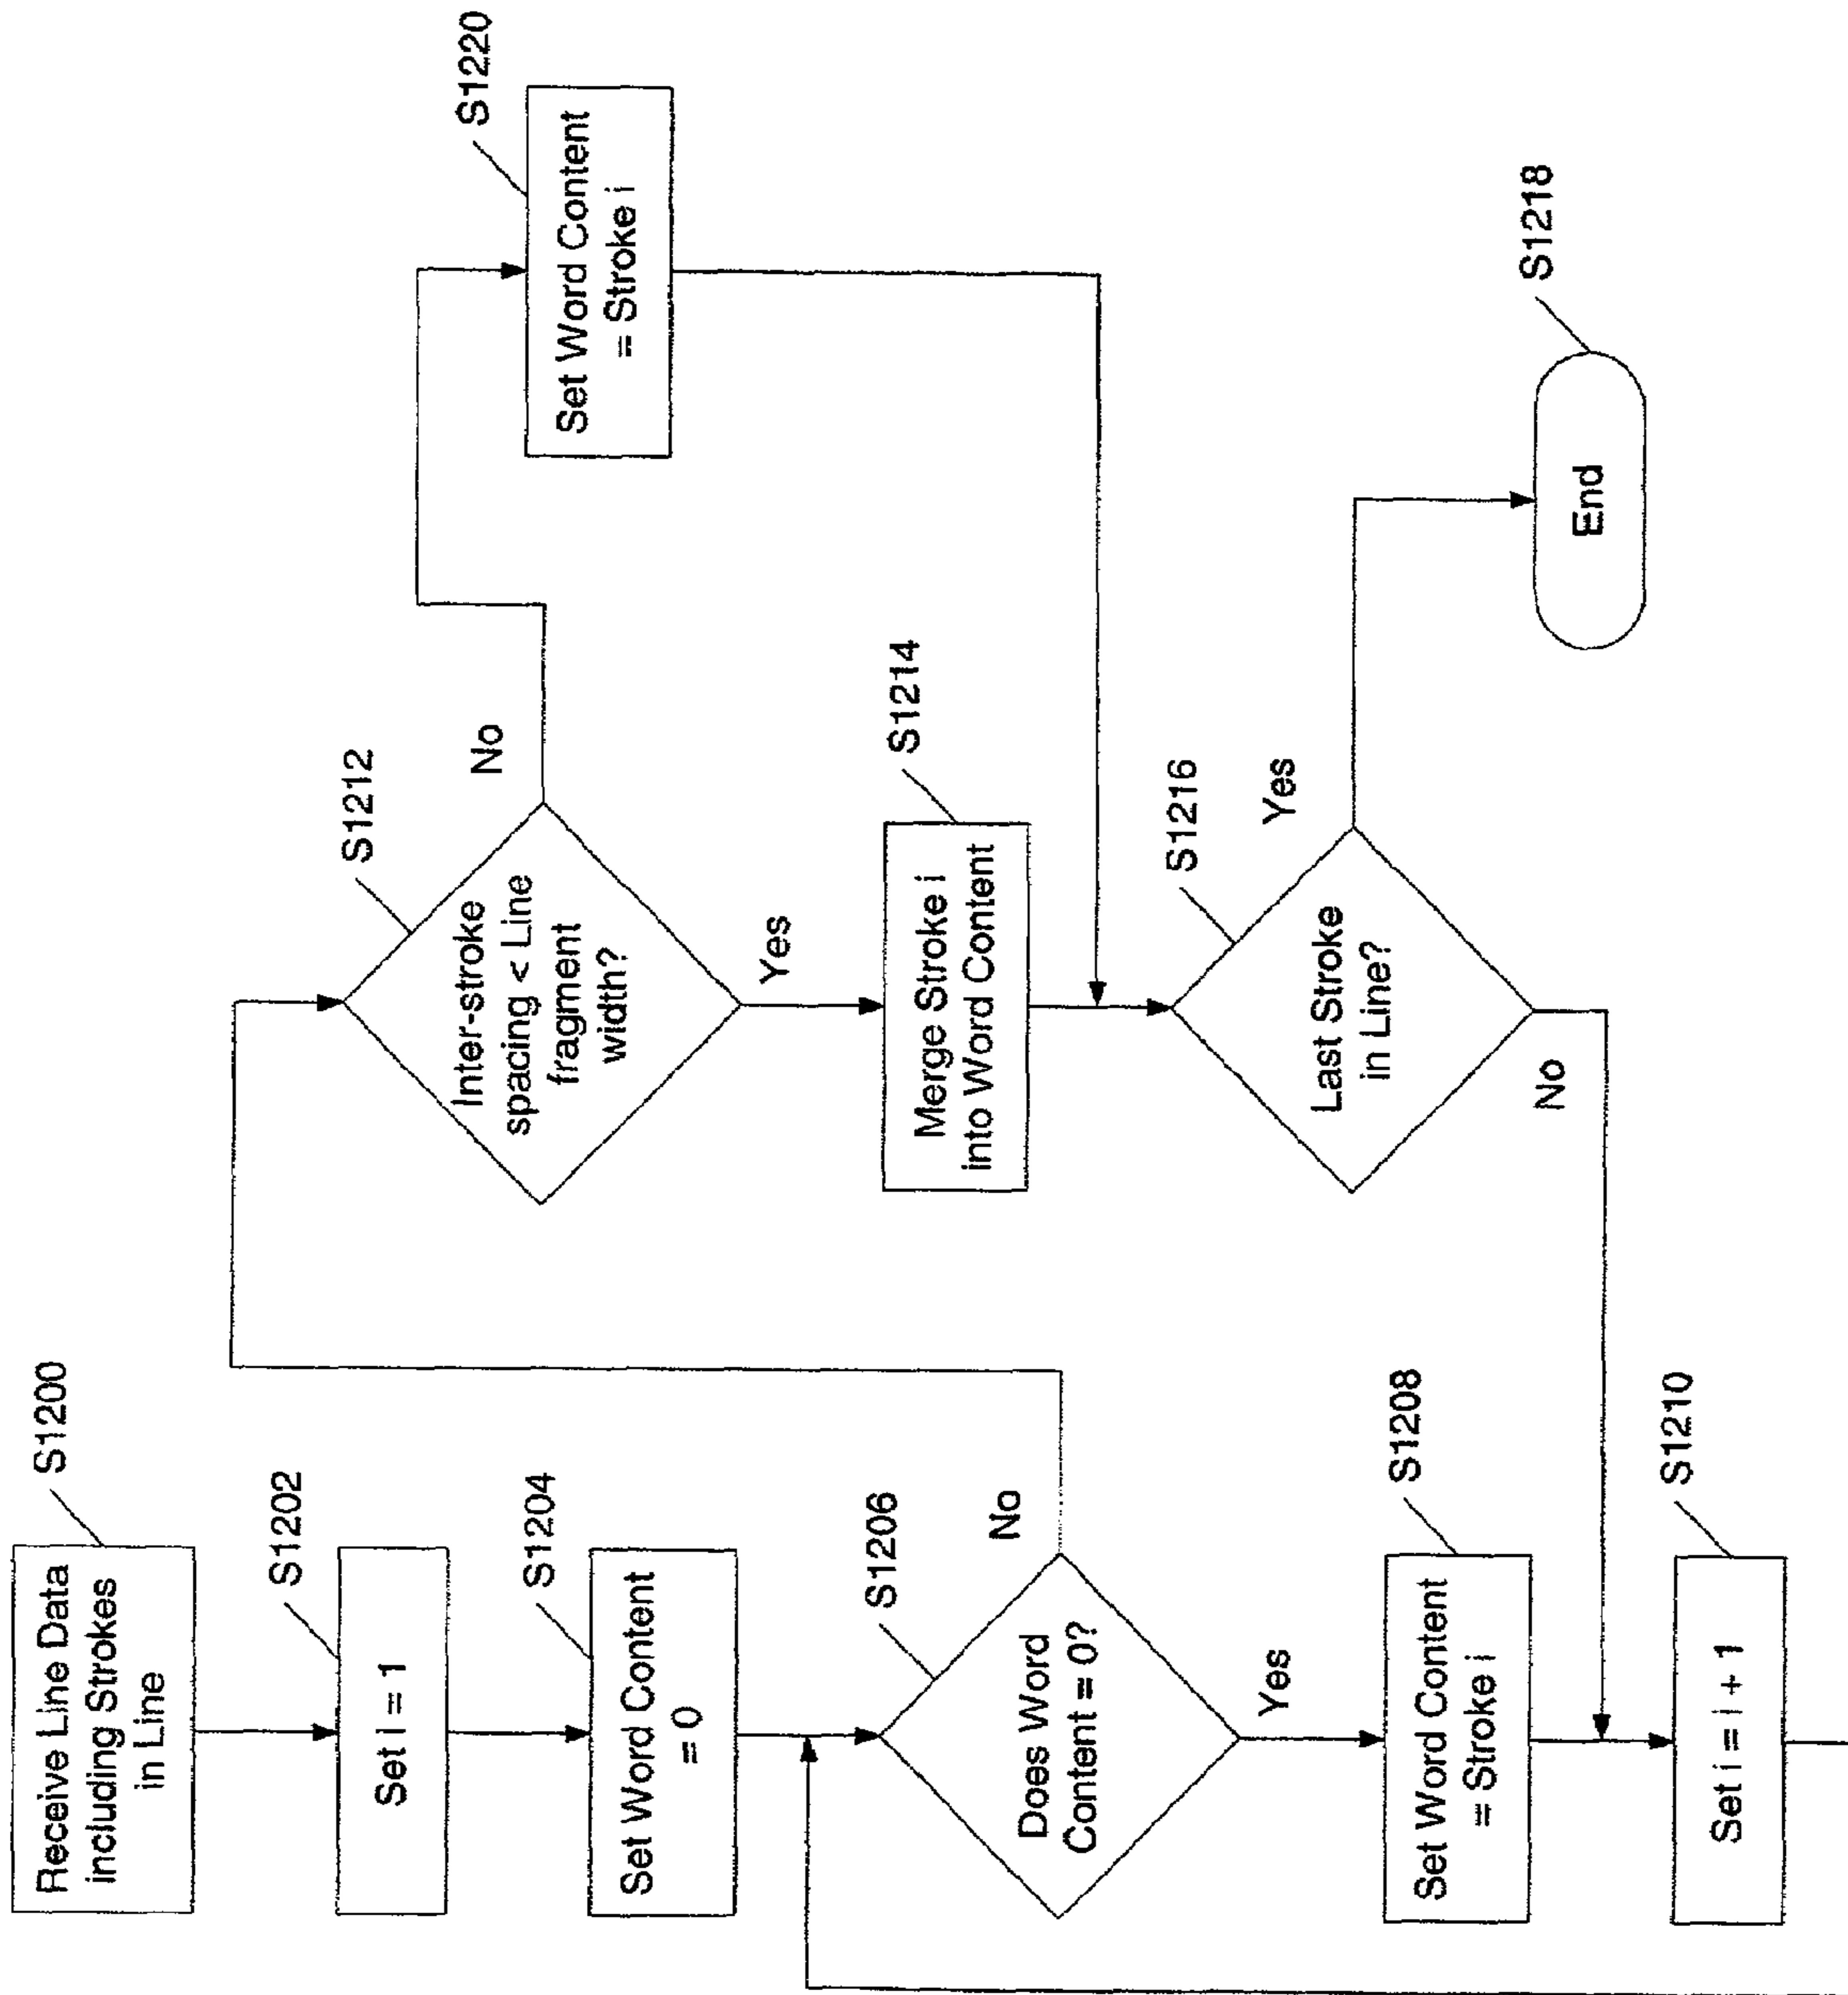 Receive Line Data
including Strokes
in Line
S1200
Set i = 1
S1202
Set Word Content
= 0
S1204
Does Word
Content = 0?
S1206
No
Yes
Set Word Content
= Stroke i
S1208
Set i = i + 1
S1210
Inter-stroke
spacing < Line
fragment
width?
S1212
No
Yes
Merge Stroke i
into Word Content
S1214
Last Stroke
in Line?
S1216
Yes
No
End
S1218
Set Word Content
= Stroke i
S1220